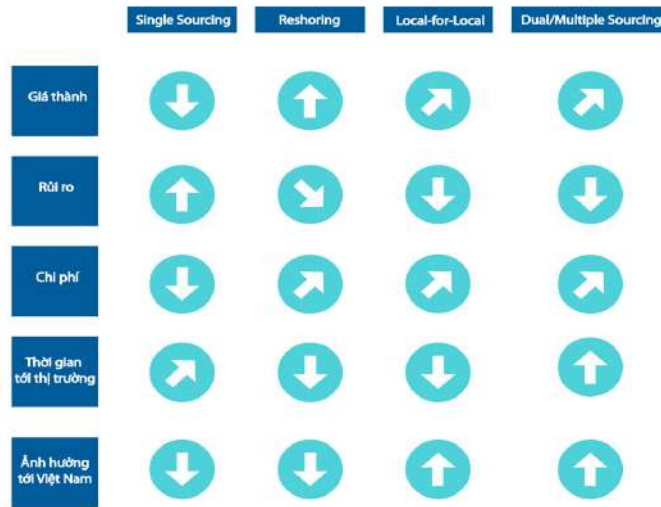 Single Sourcing
Reshoring
Local-for-Local
Dual/Multiple Sourcing
Giá thành
Rủi ro
Chi phí
Thời gian
tới thị trường
Ảnh hưởng
tới Việt Nam